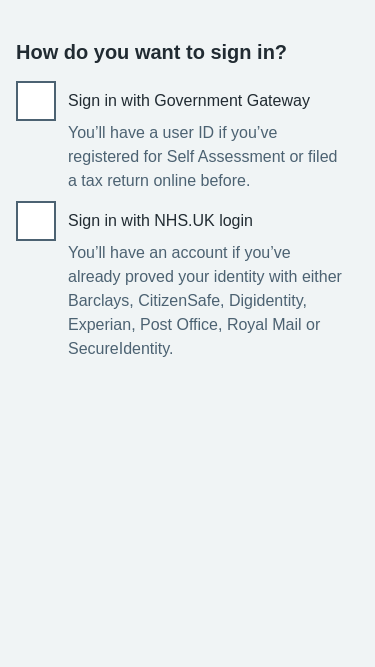 How do you want to sign in?
Sign in with Government Gateway
You’ll have a user ID if you’ve
registered for Self Assessment or filed
a tax return online before.
Sign in with NHS.UK login
You’ll have an account if you’ve
already proved your identity with either
Barclays, CitizenSafe, Digidentity,
Experian, Post Office, Royal Mail or
SecureIdentity.